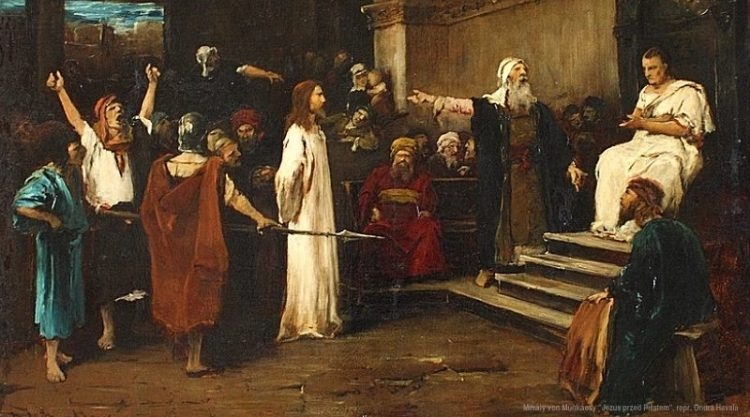 Mihály von Munkácsy "Jezus przed Piłatem", repr. Ondra Havala